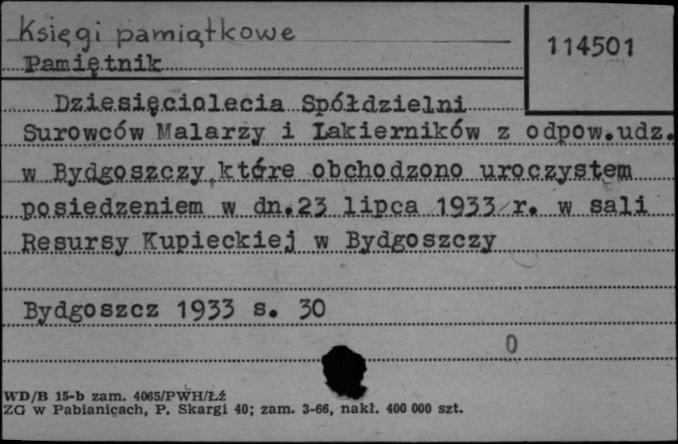 Księgi pamiątkowe
114501
Pamiętnik
Dziesięciolecia Spółdzielni
Surowców Malarzy i Lakierników z odpow.udz.
w Bydgoszczy,które obchodzono uroczystem
posiedzeniem w dn.23 lipca 1933 r. w sali
Resursy Kupieckiej w Bydgoszczy
Bydgoszcz 1933 s. 30
0
WD/B 15-b zam. 4065/PWH/Łź
ZG w Pabianicach, P. Skargi 40; zam. 3-66, nakł. 400 000 szt.